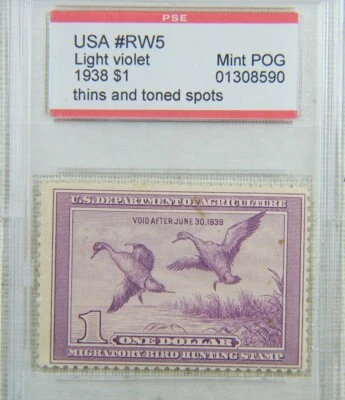 PSE
USA #RW5
Light violet Mint POG
1938 $1 01308590
thins and toned spots
U.S. DEPARTMENT OF AGRICULTURE
VOID AFTER JUNE 30, 1939
1 ONE DOLLAR
MIGRATORY BIRD HUNTING STAMP